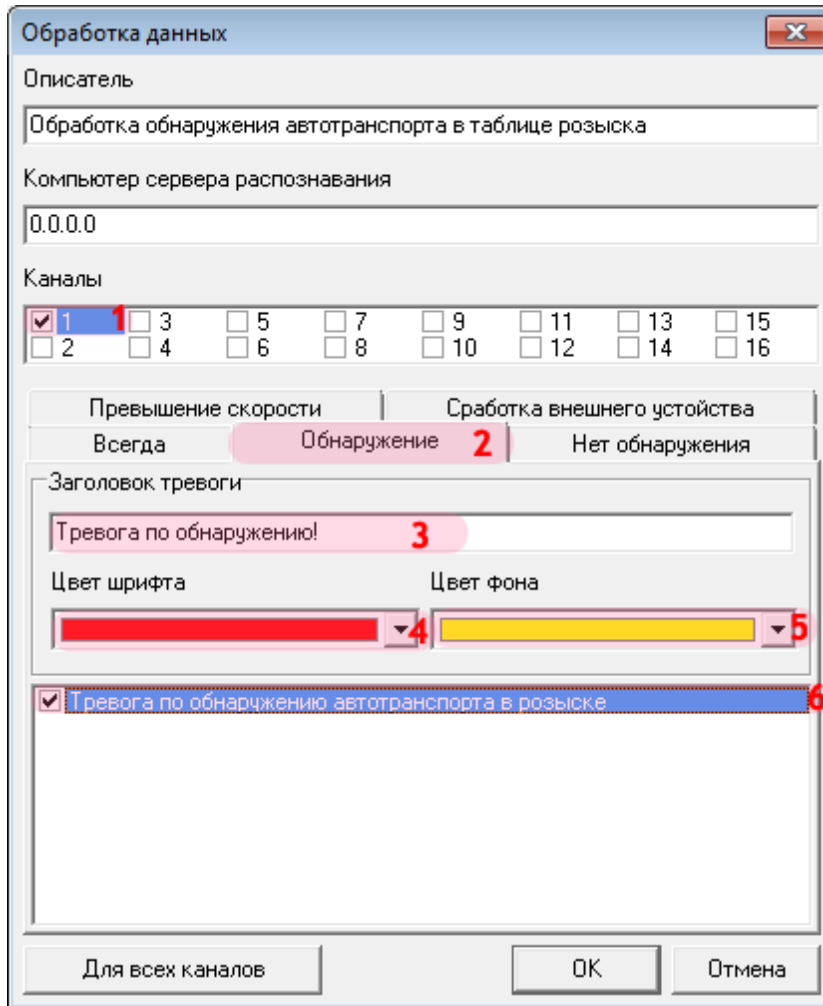 Обработка данных
Описатель
Обработка обнаружения автотранспорта в таблице розыска
Компьютер сервера распознавания
0.0.0.0
Каналы
1 1 3 5 7 9 11 13 15
2 4 6 8 10 12 14 16
Превышение скорости Сработка внешнего устойства
Всегда Обнаружение 2 Нет обнаружения
Заголовок тревоги
Тревога по обнаружению! 3
Цвет шрифта Цвет фона
4 5
Тревога по обнаружению автотранспорта в розыске 6
Для всех каналов OK Отмена